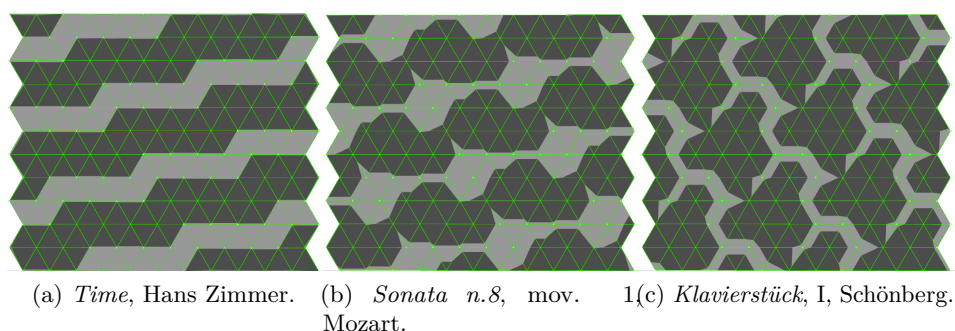 (a) Time, Hans Zimmer.
(b) Sonata n.8, mov. 1,
Mozart.
(c) Klavierstück, I, Schönberg.